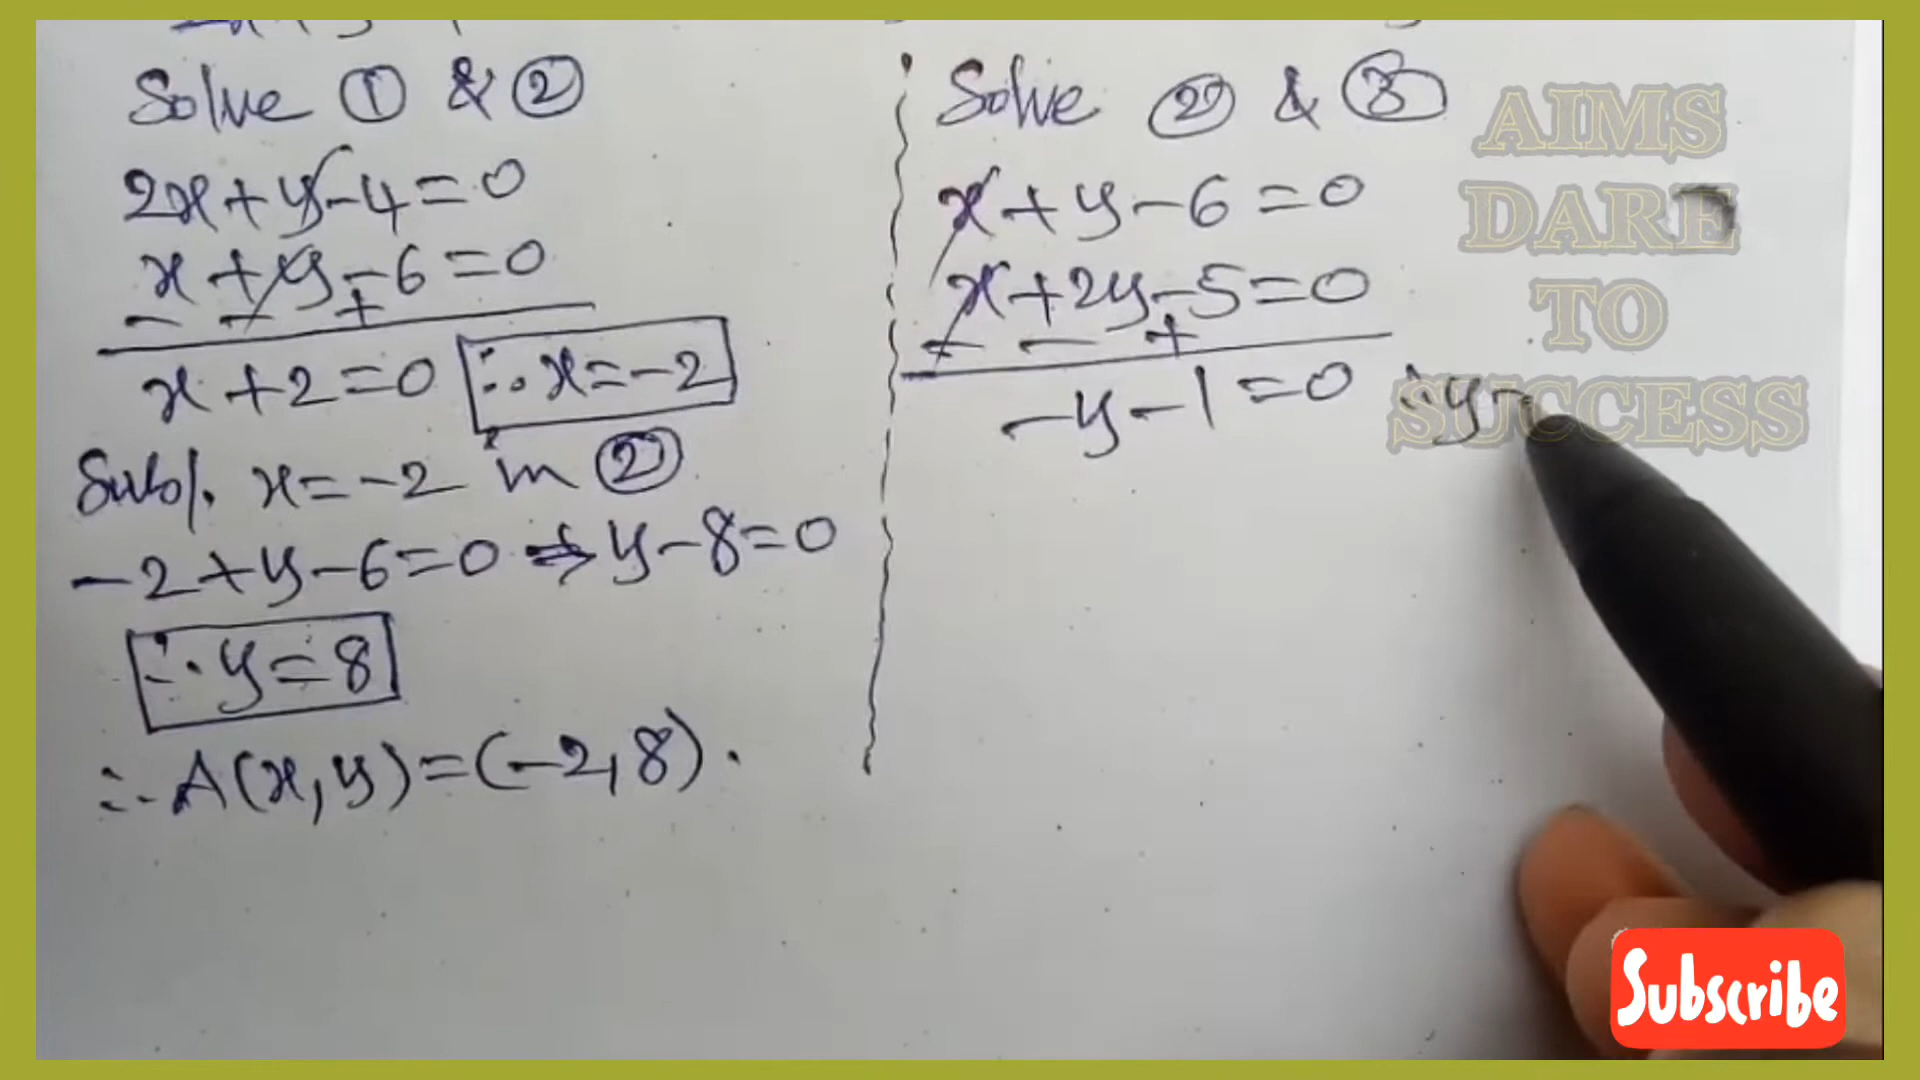 Solve ① & ②
2x+y-4=0
x+y-6=0
- - +
x+2=0 ∴x=-2
Sub/. x=-2 in ②
-2+y-6=0 ⇒ y-8=0
∴y=8
∴A(x,y)=(-2,8).
Solve ② & ③
x+y-6=0
x+2y-5=0
- - +
-y-1=0 ∴y=
AIMS
DARE
TO
SUCCESS
Subscribe